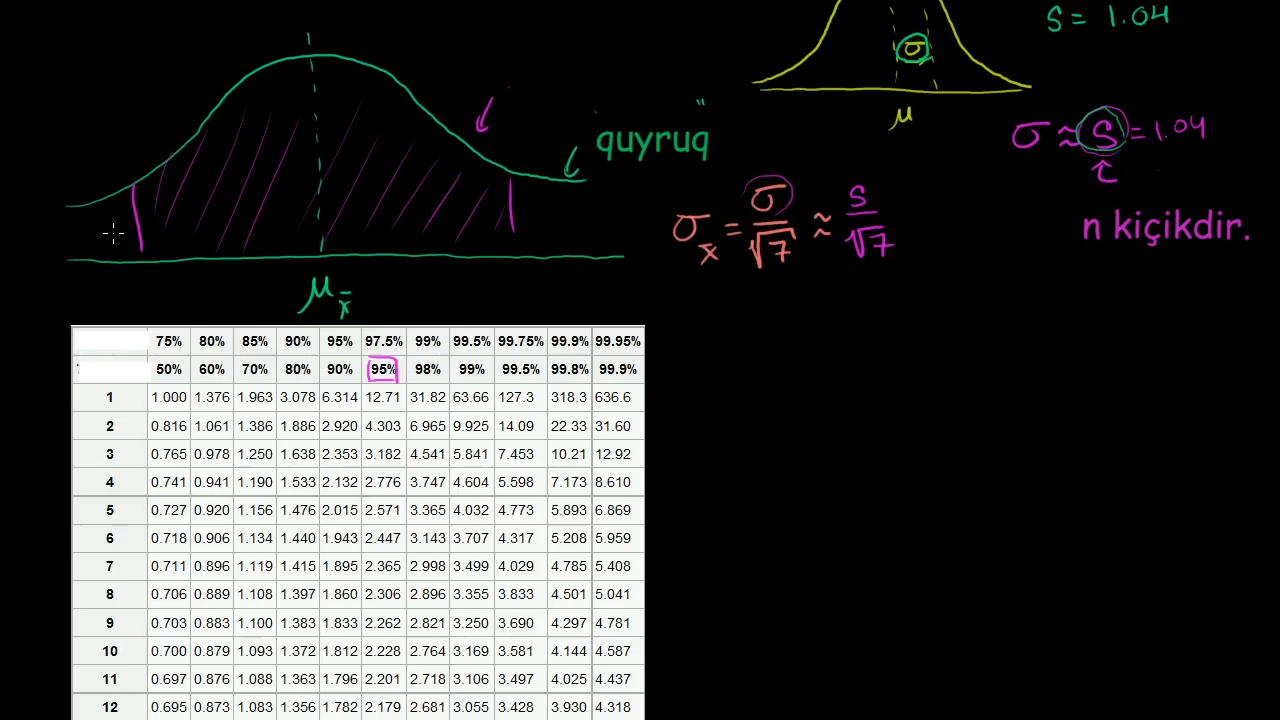 S = 1.04
σ
μ
"
quyruq
σ ≈ S = 1.04
σx̄ = σ/√7 ≈ s/√7
n kiçikdir.
μx̄
75% 80% 85% 90% 95% 97.5% 99% 99.5% 99.75% 99.9% 99.95%
50% 60% 70% 80% 90% 95% 98% 99% 99.5% 99.8% 99.9%
1 1.000 1.376 1.963 3.078 6.314 12.71 31.82 63.66 127.3 318.3 636.6
2 0.816 1.061 1.386 1.886 2.920 4.303 6.965 9.925 14.09 22.33 31.60
3 0.765 0.978 1.250 1.638 2.353 3.182 4.541 5.841 7.453 10.21 12.92
4 0.741 0.941 1.190 1.533 2.132 2.776 3.747 4.604 5.598 7.173 8.610
5 0.727 0.920 1.156 1.476 2.015 2.571 3.365 4.032 4.773 5.893 6.869
6 0.718 0.906 1.134 1.440 1.943 2.447 3.143 3.707 4.317 5.208 5.959
7 0.711 0.896 1.119 1.415 1.895 2.365 2.998 3.499 4.029 4.785 5.408
8 0.706 0.889 1.108 1.397 1.860 2.306 2.896 3.355 3.833 4.501 5.041
9 0.703 0.883 1.100 1.383 1.833 2.262 2.821 3.250 3.690 4.297 4.781
10 0.700 0.879 1.093 1.372 1.812 2.228 2.764 3.169 3.581 4.144 4.587
11 0.697 0.876 1.088 1.363 1.796 2.201 2.718 3.106 3.497 4.025 4.437
12 0.695 0.873 1.083 1.356 1.782 2.179 2.681 3.055 3.428 3.930 4.318